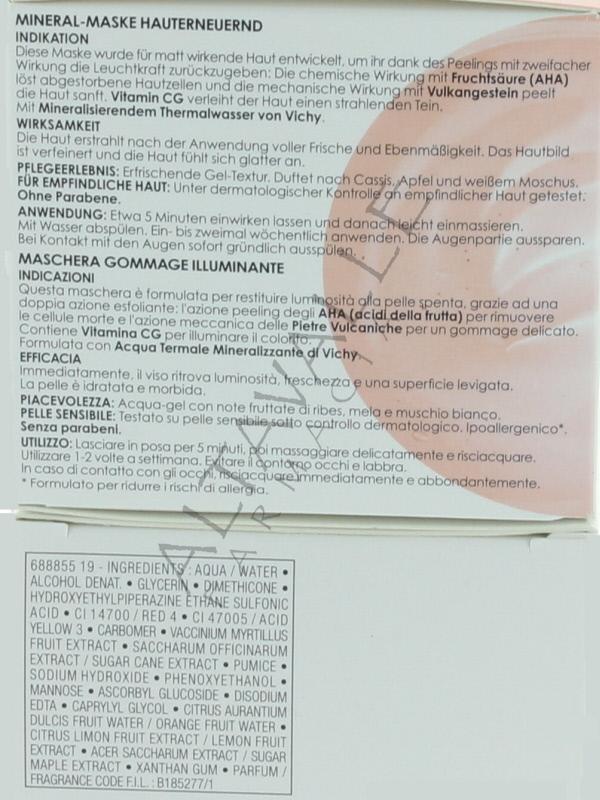 MINERAL-MASKE HAUTERNEUERND
INDIKATION
Diese Maske wurde für matt wirkende Haut entwickelt, um ihr dank des Peelings mit zweifacher
Wirkung die Leuchtkraft zurückzugeben: Die chemische Wirkung mit Fruchtsäure (AHA)
löst abgestorbene Hautzellen und die mechanische Wirkung mit Vulkangestein peelt
die Haut sanft. Vitamin CG verleiht der Haut einen strahlenden Tein.
Mit Mineralisierendem Thermalwasser von Vichy.
WIRKSAMKEIT
Die Haut erstrahlt nach der Anwendung voller Frische und Ebenmäßigkeit. Das Hautbild
ist verfeinert und die Haut fühlt sich glatter an.
PFLEGEERLEBNIS: Erfrischende Gel-Textur. Duftet nach Cassis, Apfel und weißem Moschus.
FÜR EMPFINDLICHE HAUT: Unter dermatologischer Kontrolle an empfindlicher Haut getestet.
Ohne Parabene.
ANWENDUNG: Etwa 5 Minuten einwirken lassen und danach leicht einmassieren.
Mit Wasser abspülen. Ein- bis zweimal wöchentlich anwenden. Die Augenpartie aussparen.
Bei Kontakt mit den Augen sofort gründlich ausspülen.
MASCHERA GOMMAGE ILLUMINANTE
INDICAZIONI
Questa maschera è formulata per restituire luminosità alla pelle spenta, grazie ad una
doppia azione esfoliante: l'azione peeling degli AHA (acidi della frutta) per rimuovere
le cellule morte e l'azione meccanica delle Pietre Vulcaniche per un gommage delicato.
Contiene Vitamina CG per illuminare il colorito.
Formulata con Acqua Termale Mineralizzante di Vichy.
EFFICACIA
Immediatamente, il viso ritrova luminosità, freschezza e una superficie levigata.
La pelle è idratata e morbida.
PIACEVOLEZZA: Acqua-gel con note fruttate di ribes, mela e muschio bianco.
PELLE SENSIBILE: Testato su pelle sensibile sotto controllo dermatologico. Ipoallergenico*.
Senza parabeni.
UTILIZZO: Lasciare in posa per 5 minuti, poi massaggiare delicatamente e risciacquare.
Utilizzare 1-2 volte a settimana. Evitare il contorno occhi e labbra.
In caso di contatto con gli occhi, risciacquare immediatamente e abbondantemente.
* Formulato per ridurre i rischi di allergia.
ALTAVALLE
FARMACIA
688855 19 - INGREDIENTS : AQUA / WATER •
ALCOHOL DENAT. • GLYCERIN • DIMETHICONE •
HYDROXYETHYLPIPERAZINE ETHANE SULFONIC
ACID • CI 14700 / RED 4 • CI 47005 / ACID
YELLOW 3 • CARBOMER • VACCINIUM MYRTILLUS
FRUIT EXTRACT • SACCHARUM OFFICINARUM
EXTRACT / SUGAR CANE EXTRACT • PUMICE •
SODIUM HYDROXIDE • PHENOXYETHANOL •
MANNOSE • ASCORBYL GLUCOSIDE • DISODIUM
EDTA • CAPRYLYL GLYCOL • CITRUS AURANTIUM
DULCIS FRUIT WATER / ORANGE FRUIT WATER •
CITRUS LIMON FRUIT EXTRACT / LEMON FRUIT
EXTRACT • ACER SACCHARUM EXTRACT / SUGAR
MAPLE EXTRACT • XANTHAN GUM • PARFUM /
FRAGRANCE CODE F.I.L. : B185277/1